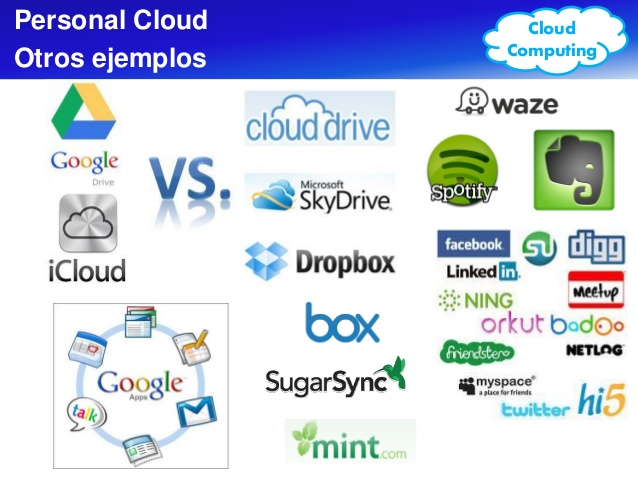 Personal Cloud
Otros ejemplos
Cloud
Computing
Google
Drive
VS.
iCloud
Google
Apps
talk
cloud drive
Microsoft
SkyDrive
Dropbox
box
SugarSync
mint.com
waze
Spotify
facebook
digg
LinkedIn
NING
Meetup
orkut
badoo
friendster
NETLOG
myspace
a place for friends
twitter
hi5